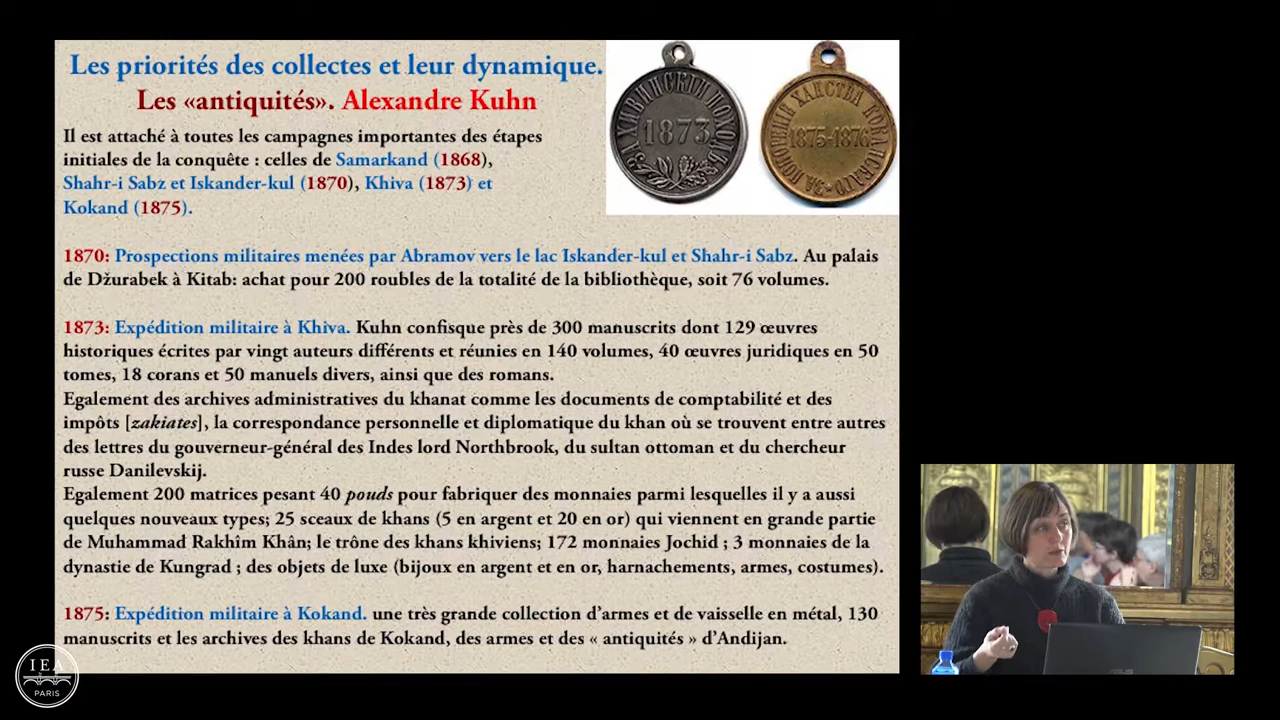 Les priorités des collectes et leur dynamique.
Les «antiquités». Alexandre Kuhn
Il est attaché à toutes les campagnes importantes des étapes
initiales de la conquête : celles de Samarkand (1868),
Shahr-i Sabz et Iskander-kul (1870), Khiva (1873) et
Kokand (1875).
ЗА ХИВИНСКІЙ ПОХОДЪ
1873
ЗА ПОКОРЕНІЕ ХАНСТВА КОКАНСКАГО
1875-1876
1870: Prospections militaires menées par Abramov vers le lac Iskander-kul et Shahr-i Sabz. Au palais
de Džurabek à Kitab: achat pour 200 roubles de la totalité de la bibliothèque, soit 76 volumes.
1873: Expédition militaire à Khiva. Kuhn confisque près de 300 manuscrits dont 129 œuvres
historiques écrites par vingt auteurs différents et réunies en 140 volumes, 40 œuvres juridiques en 50
tomes, 18 corans et 50 manuels divers, ainsi que des romans.
Egalement des archives administratives du khanat comme les documents de comptabilité et des
impôts [zakiates], la correspondance personnelle et diplomatique du khan où se trouvent entre autres
des lettres du gouverneur-général des Indes lord Northbrook, du sultan ottoman et du chercheur
russe Danilevskij.
Egalement 200 matrices pesant 40 pouds pour fabriquer des monnaies parmi lesquelles il y a aussi
quelques nouveaux types; 25 sceaux de khans (5 en argent et 20 en or) qui viennent en grande partie
de Muhammad Rakhîm Khân; le trône des khans khiviens; 172 monnaies Jochid ; 3 monnaies de la
dynastie de Kungrad ; des objets de luxe (bijoux en argent et en or, harnachements, armes, costumes).
1875: Expédition militaire à Kokand. une très grande collection d'armes et de vaisselle en métal, 130
manuscrits et les archives des khans de Kokand, des armes et des « antiquités » d'Andijan.
IEA
PARIS